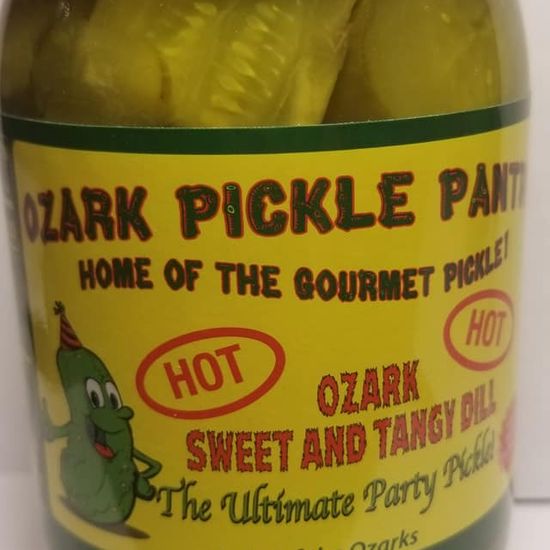 OZARK PICKLE PANT
HOME OF THE GOURMET PICKLE!
HOT
HOT
OZARK
SWEET AND TANGY DILL
The Ultimate Party Pickle!
Ozarks